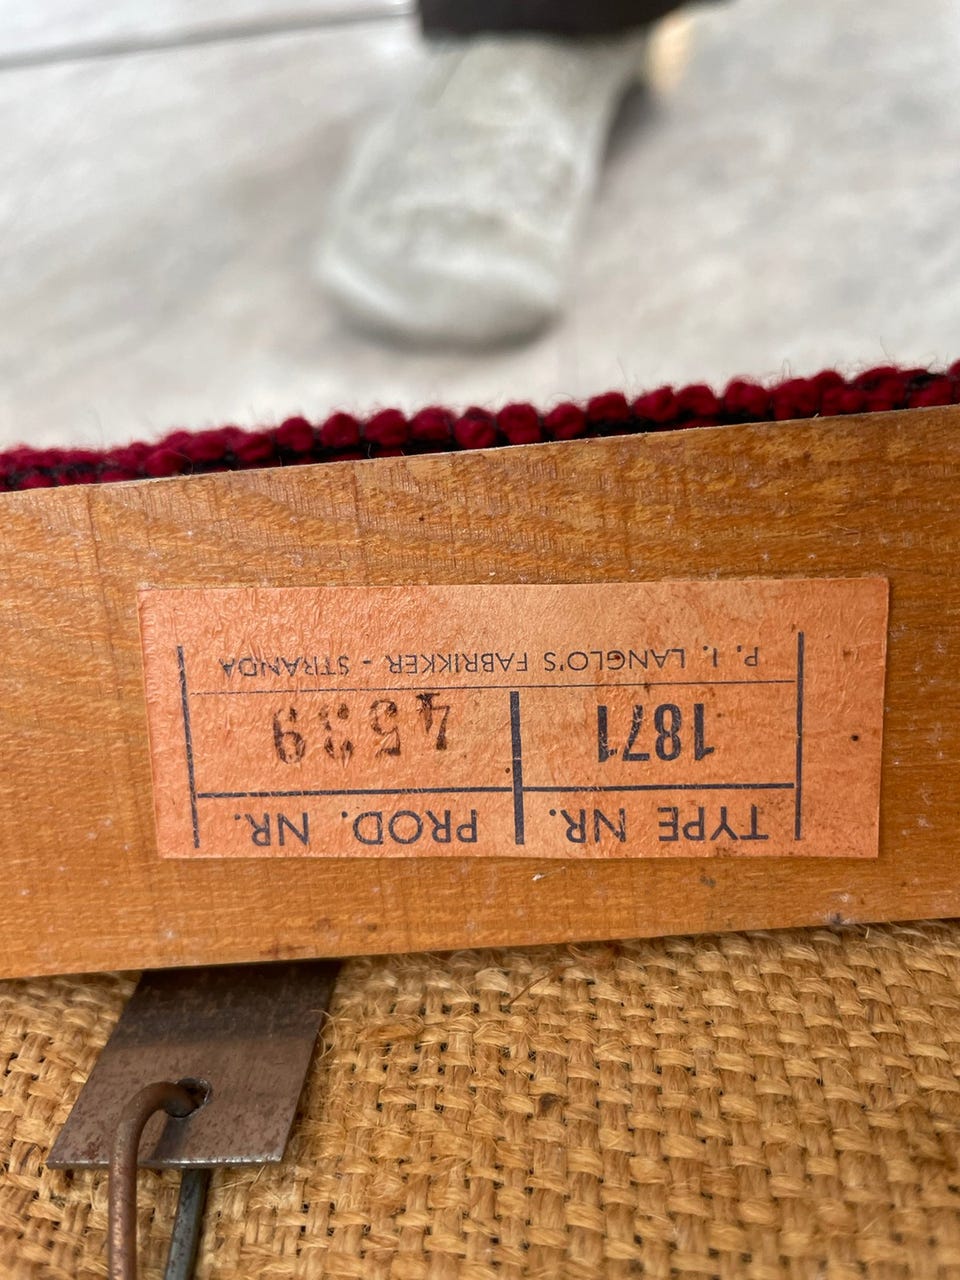 TYPE NR. PROD. NR.
1871 4539
P. I. LANGLO'S FABRIKKER - STRANDA